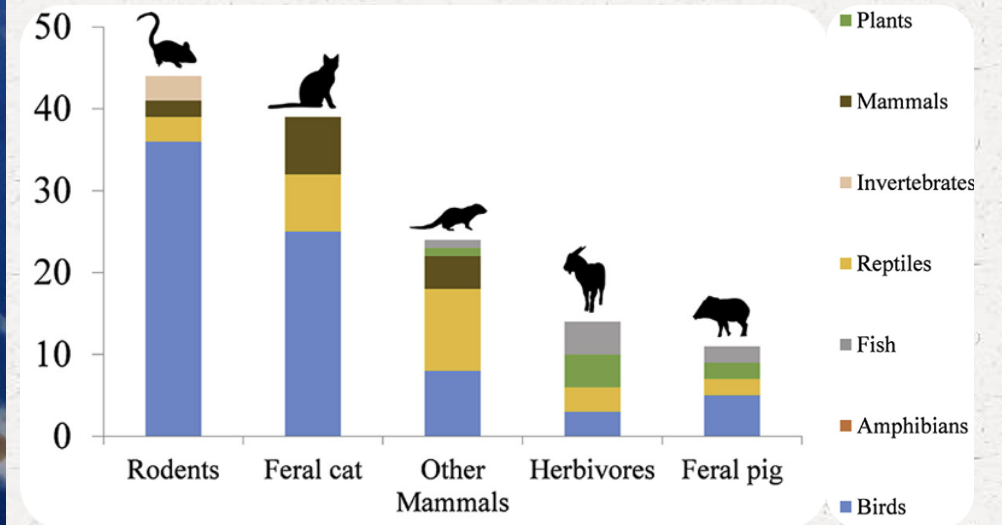 50
40
30
20
10
0
Rodents
Feral cat
Other
Mammals
Herbivores
Feral pig
Plants
Mammals
Invertebrates
Reptiles
Fish
Amphibians
Birds